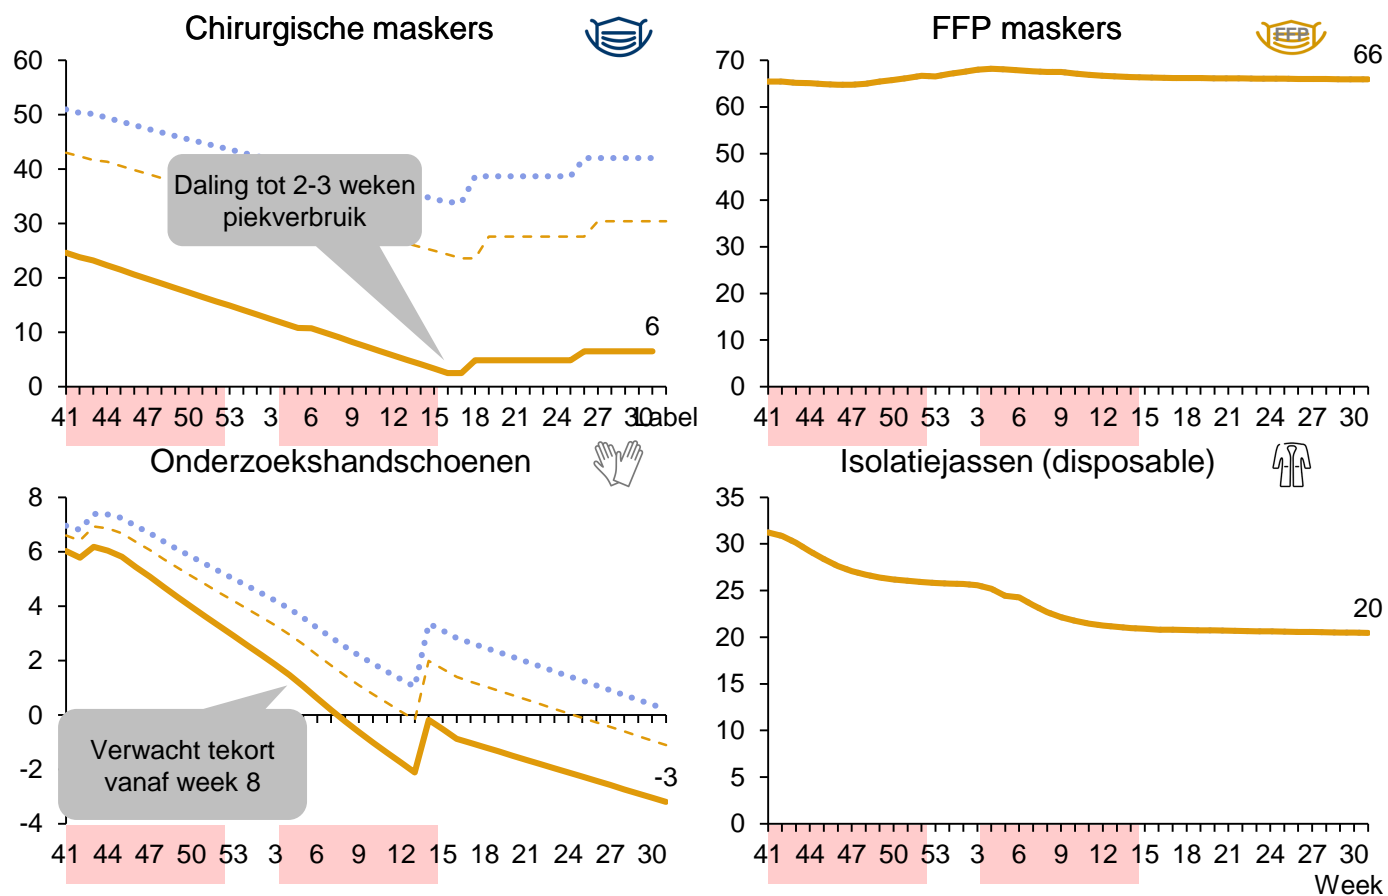 Chirurgische maskers
60
50
40
30
20
10
0
Daling tot 2-3 weken
piekverbruik
6
41 44 47 50 53 3 6 9 12 15 18 21 24 27 30 Label
FFP maskers
FFP
66
70
60
50
40
30
20
10
0
41 44 47 50 53 3 6 9 12 15 18 21 24 27 30
Onderzoekshandschoenen
8
6
4
2
0
-2
-4
Verwacht tekort
vanaf week 8
-3
41 44 47 50 53 3 6 9 12 15 18 21 24 27 30
Isolatiejassen (disposable)
35
30
25
20
15
10
5
0
20
41 44 47 50 53 3 6 9 12 15 18 21 24 27 30
Week